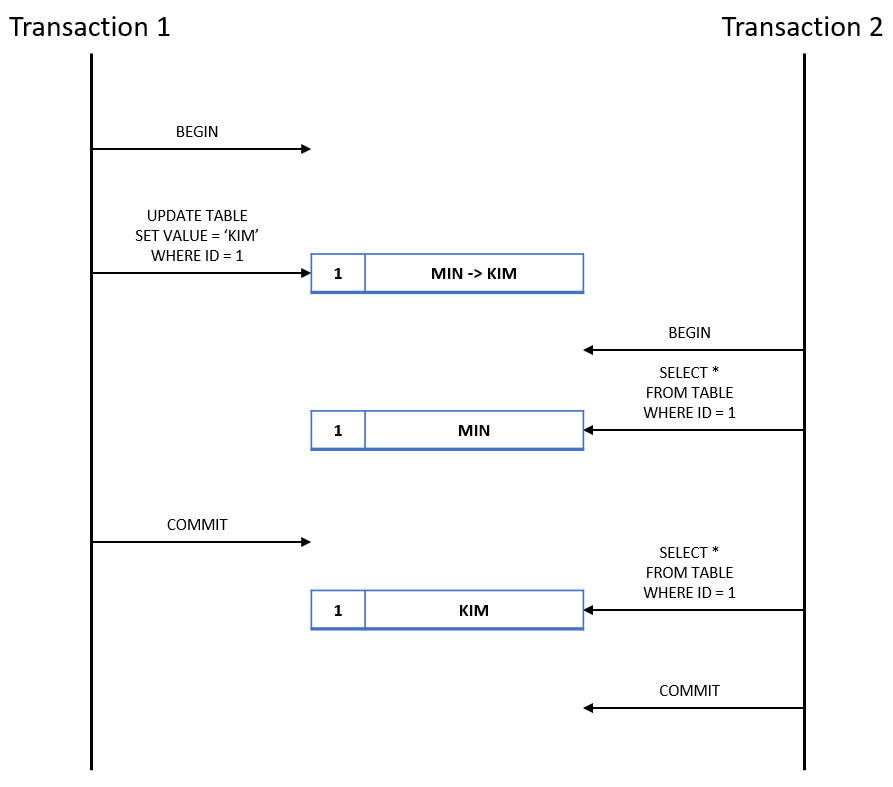 Transaction 1
Transaction 2
BEGIN
UPDATE TABLE
SET VALUE = ‘KIM’
WHERE ID = 1
1 MIN -> KIM
BEGIN
SELECT *
FROM TABLE
WHERE ID = 1
1 MIN
COMMIT
SELECT *
FROM TABLE
WHERE ID = 1
1 KIM
COMMIT